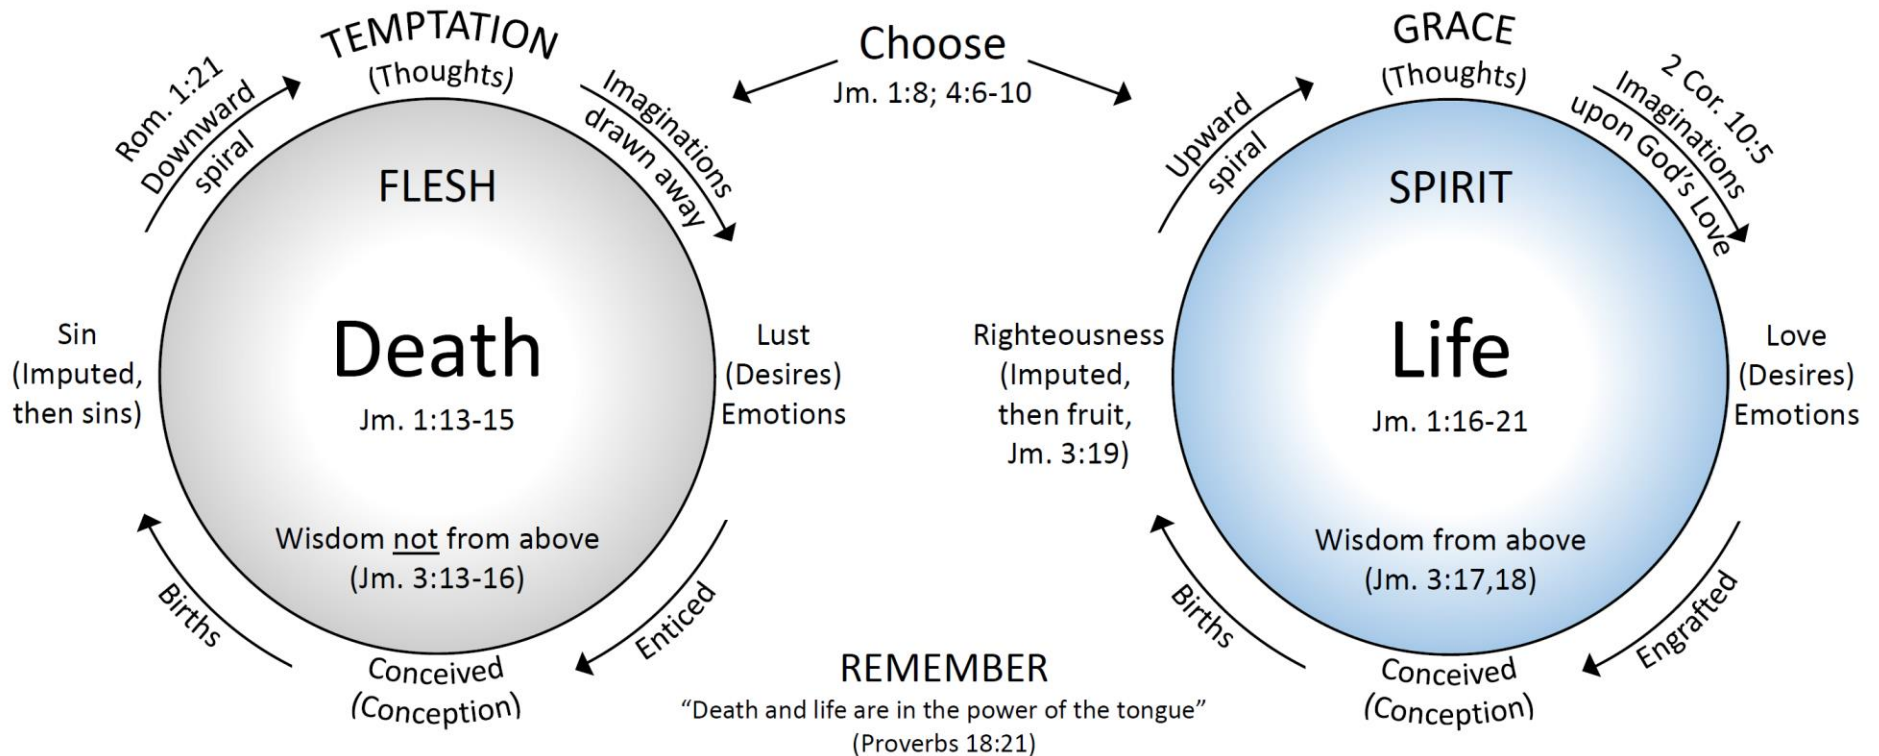 TEMPTATION
(Thoughts)
Rom. 1:21
Downward
spiral
Imaginations
drawn away
FLESH
Death
Jm. 1:13-15
Sin
(Imputed,
then sins)
Lust
(Desires)
Emotions
Wisdom not from above
(Jm. 3:13-16)
Births
Enticed
Conceived
(Conception)
Choose
Jm. 1:8; 4:6-10
GRACE
(Thoughts)
Upward
spiral
2 Cor. 10:5
Imaginations
upon God’s Love
SPIRIT
Life
Jm. 1:16-21
Righteousness
(Imputed,
then fruit,
Jm. 3:19)
Love
(Desires)
Emotions
Wisdom from above
(Jm. 3:17,18)
Births
Engrafted
Conceived
(Conception)
REMEMBER
“Death and life are in the power of the tongue”
(Proverbs 18:21)